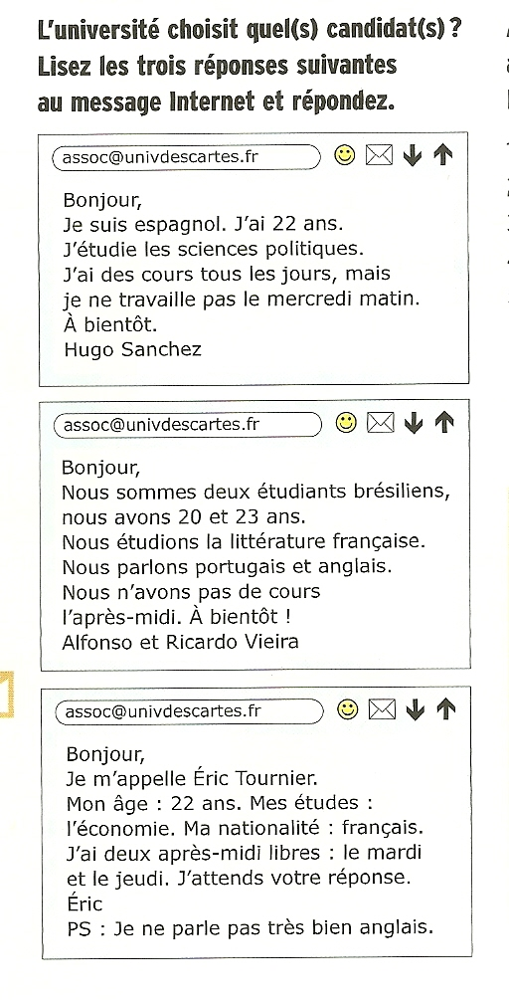 L'université choisit quel(s) candidat(s) ?
Lisez les trois réponses suivantes
au message Internet et répondez.
assoc@univdescartes.fr
Bonjour,
Je suis espagnol. J'ai 22 ans.
J'étudie les sciences politiques.
J'ai des cours tous les jours, mais
je ne travaille pas le mercredi matin.
À bientôt.
Hugo Sanchez
assoc@univdescartes.fr
Bonjour,
Nous sommes deux étudiants brésiliens,
nous avons 20 et 23 ans.
Nous étudions la littérature française.
Nous parlons portugais et anglais.
Nous n'avons pas de cours
l'après-midi. À bientôt !
Alfonso et Ricardo Vieira
assoc@univdescartes.fr
Bonjour,
Je m'appelle Éric Tournier.
Mon âge : 22 ans. Mes études :
l'économie. Ma nationalité : français.
J'ai deux après-midi libres : le mardi
et le jeudi. J'attends votre réponse.
Éric
PS : Je ne parle pas très bien anglais.